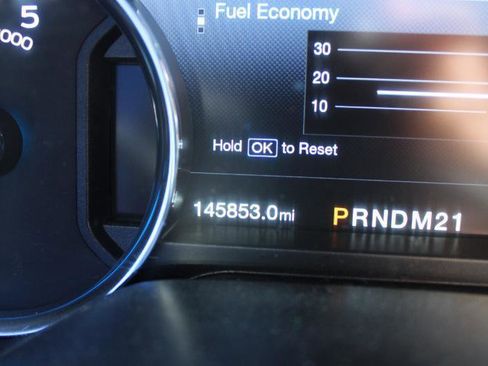 Fuel Economy
5
30
000
20
10
Hold OK to Reset
145853.0mi
PRNDM21